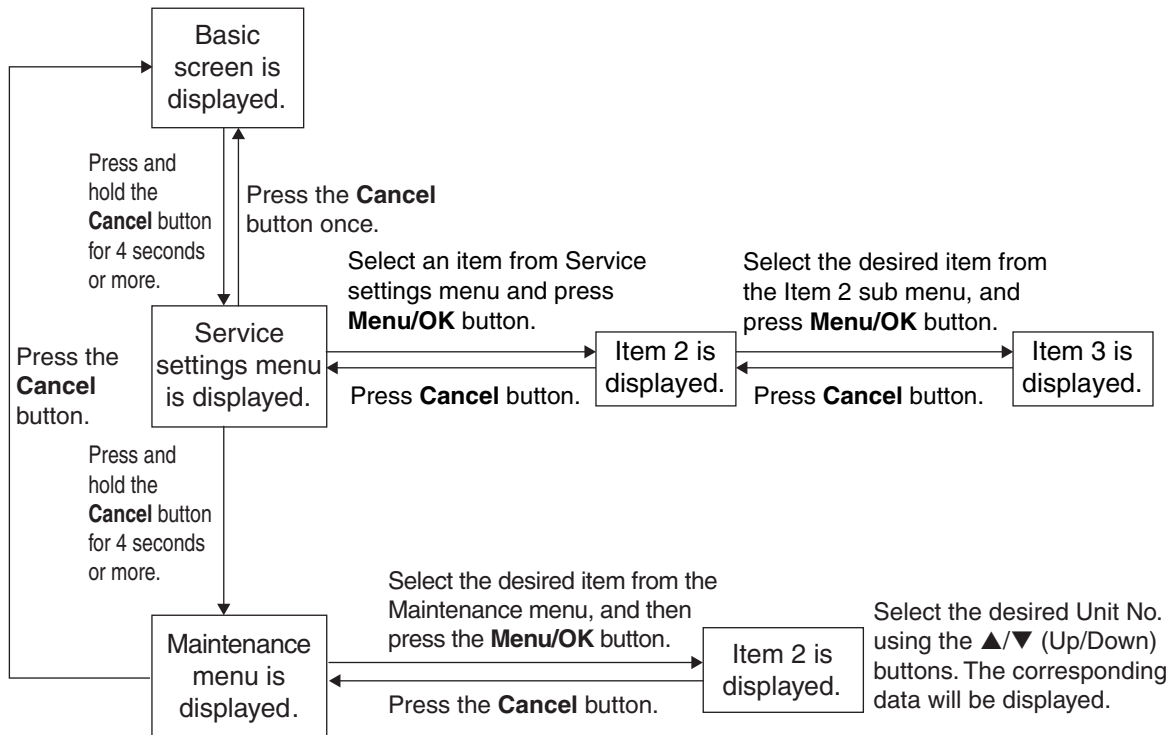 Basic
screen is
displayed.
Press and
hold the
Cancel button
for 4 seconds
or more.
Press the Cancel
button once.
Select an item from Service
settings menu and press
Menu/OK button.
Select the desired item from
the Item 2 sub menu, and
press Menu/OK button.
Press the
Cancel
button.
Service
settings menu
is displayed.
Item 2 is
displayed.
Item 3 is
displayed.
Press Cancel button.
Press Cancel button.
Press and
hold the
Cancel button
for 4 seconds
or more.
Select the desired item from the
Maintenance menu, and then
press the Menu/OK button.
Maintenance
menu is
displayed.
Item 2 is
displayed.
Press the Cancel button.
Select the desired Unit No.
using the ▲/▼ (Up/Down)
buttons. The corresponding
data will be displayed.